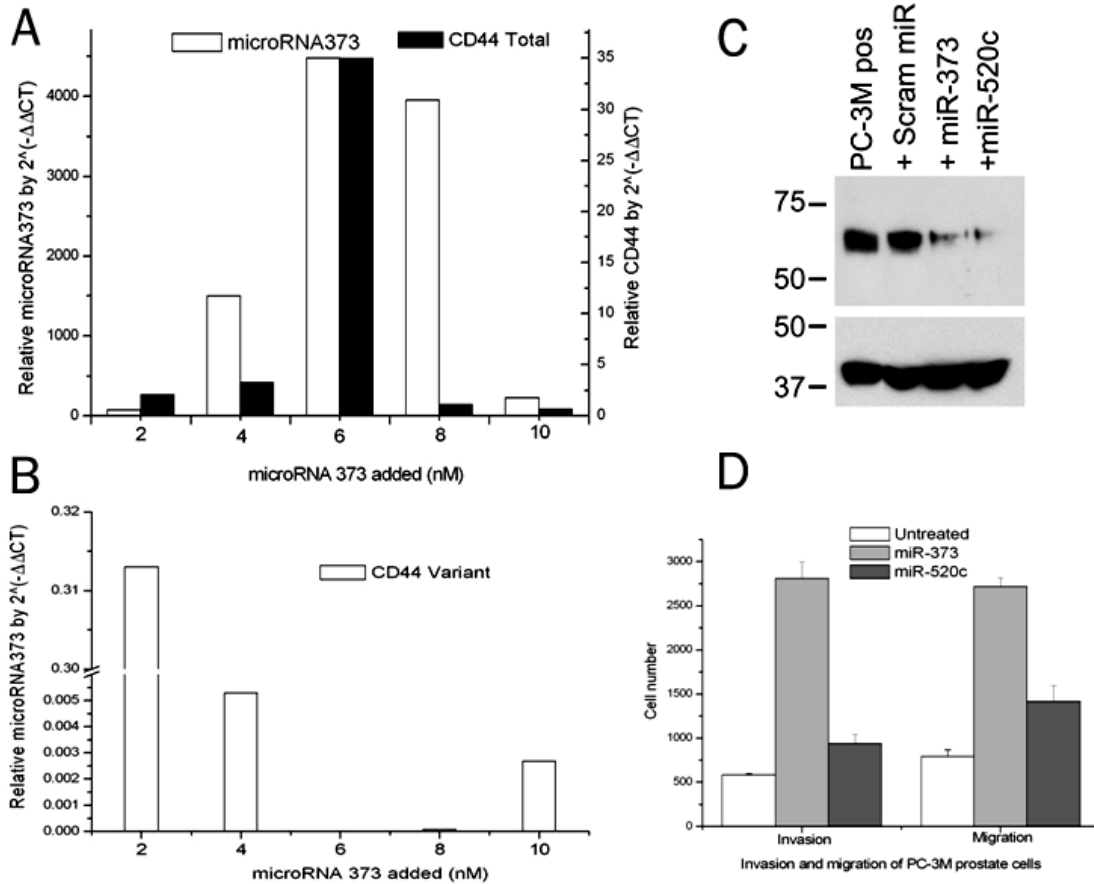 A
microRNA373
CD44 Total
Relative microRNA373 by 2^(-ΔΔCT)
4000
3000
2000
1000
0
Relative CD44 by 2^(-ΔΔCT)
35
30
25
20
15
10
5
0
2 4 6 8 10
microRNA 373 added (nM)
B
CD44 Variant
Relative microRNA373 by 2^(-ΔΔCT)
0.32
0.31
0.30
0.005
0.004
0.003
0.002
0.001
0.000
2 4 6 8 10
microRNA 373 added (nM)
C
PC-3M pos
+ Scram miR
+ miR-373
+miR-520c
75
50
50
37
D
Untreated
miR-373
miR-520c
Cell number
3000
2500
2000
1500
1000
500
0
Invasion Migration
Invasion and migration of PC-3M prostate cells